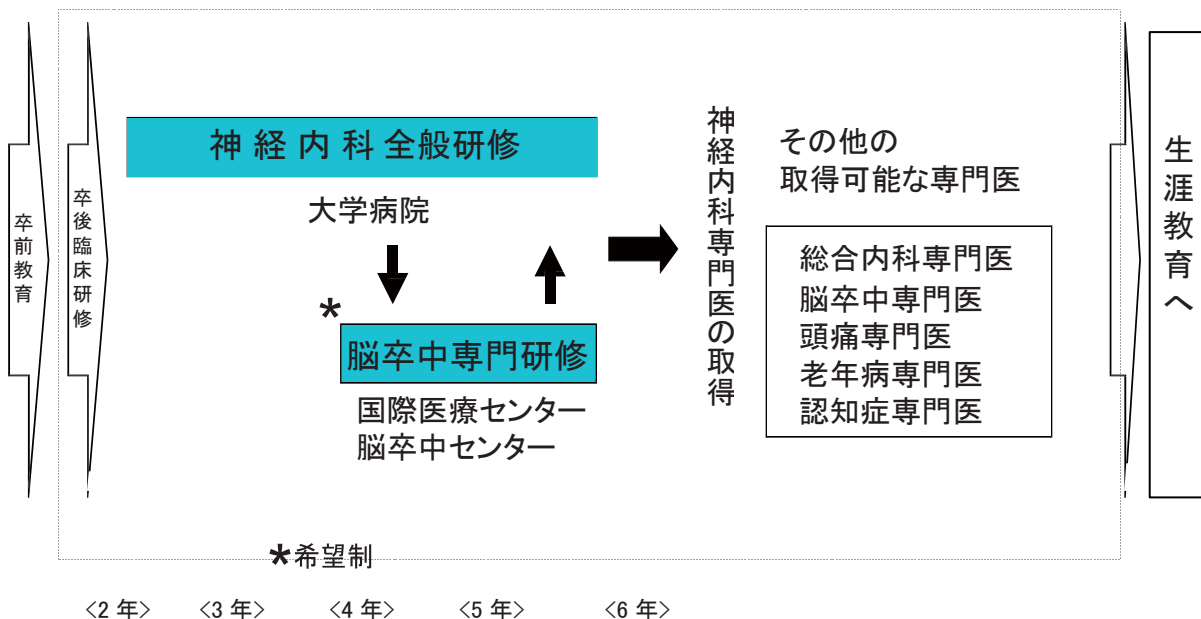 卒前教育
卒後臨床研修
神経内科全般研修
大学病院
*
脳卒中専門研修
国際医療センター
脳卒中センター
神経内科専門医の取得
その他の
取得可能な専門医
総合内科専門医
脳卒中専門医
頭痛専門医
老年病専門医
認知症専門医
生涯教育へ
*希望制
<2 年> <3 年> <4 年> <5 年> <6 年>